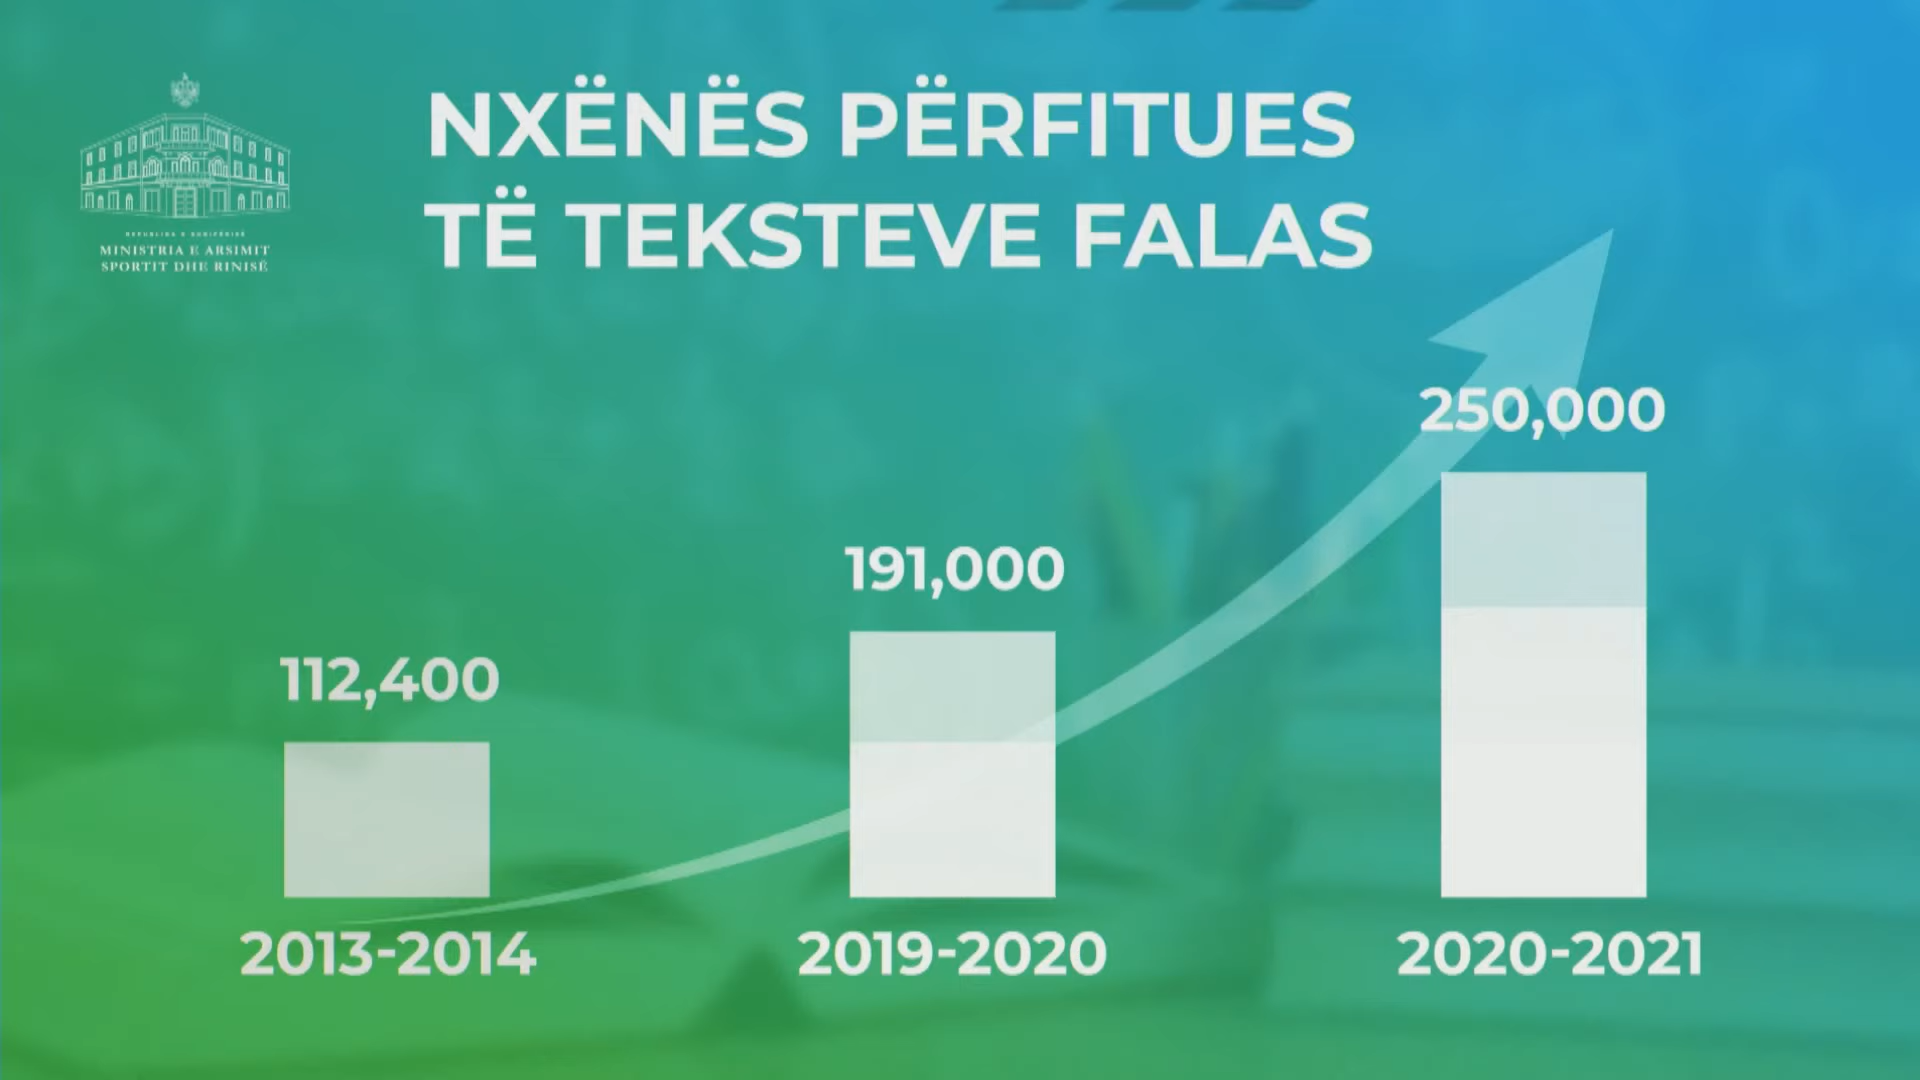 NXËNËS PËRFITUES
TË TEKSTEVE FALAS
REPUBLIKA E SHQIPËRISË
MINISTRIA E ARSIMIT
SPORTIT DHE RINISË
112,400
191,000
250,000
2013-2014
2019-2020
2020-2021